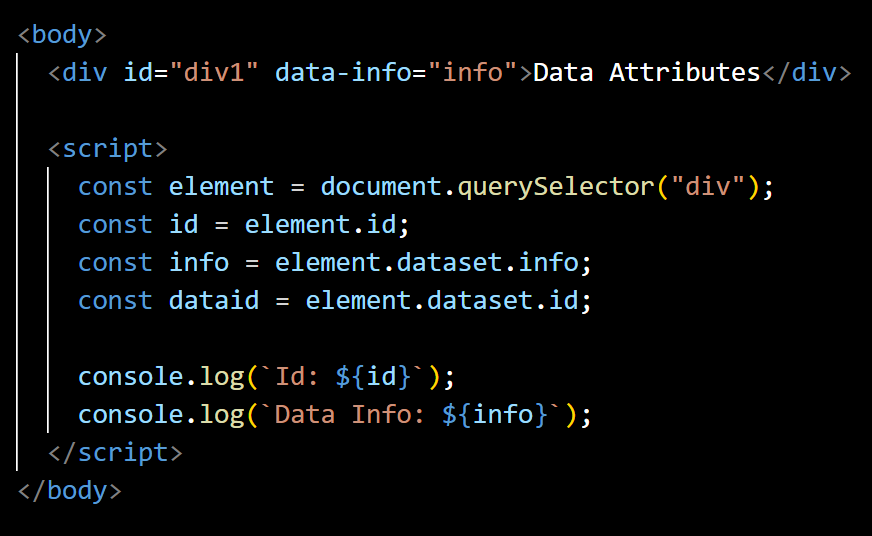 <body>
<div id="div1" data-info="info">Data Attributes</div>
<script>
const element = document.querySelector("div");
const id = element.id;
const info = element.dataset.info;
const dataid = element.dataset.id;
console.log(`Id: ${id}`);
console.log(`Data Info: ${info}`);
</script>
</body>